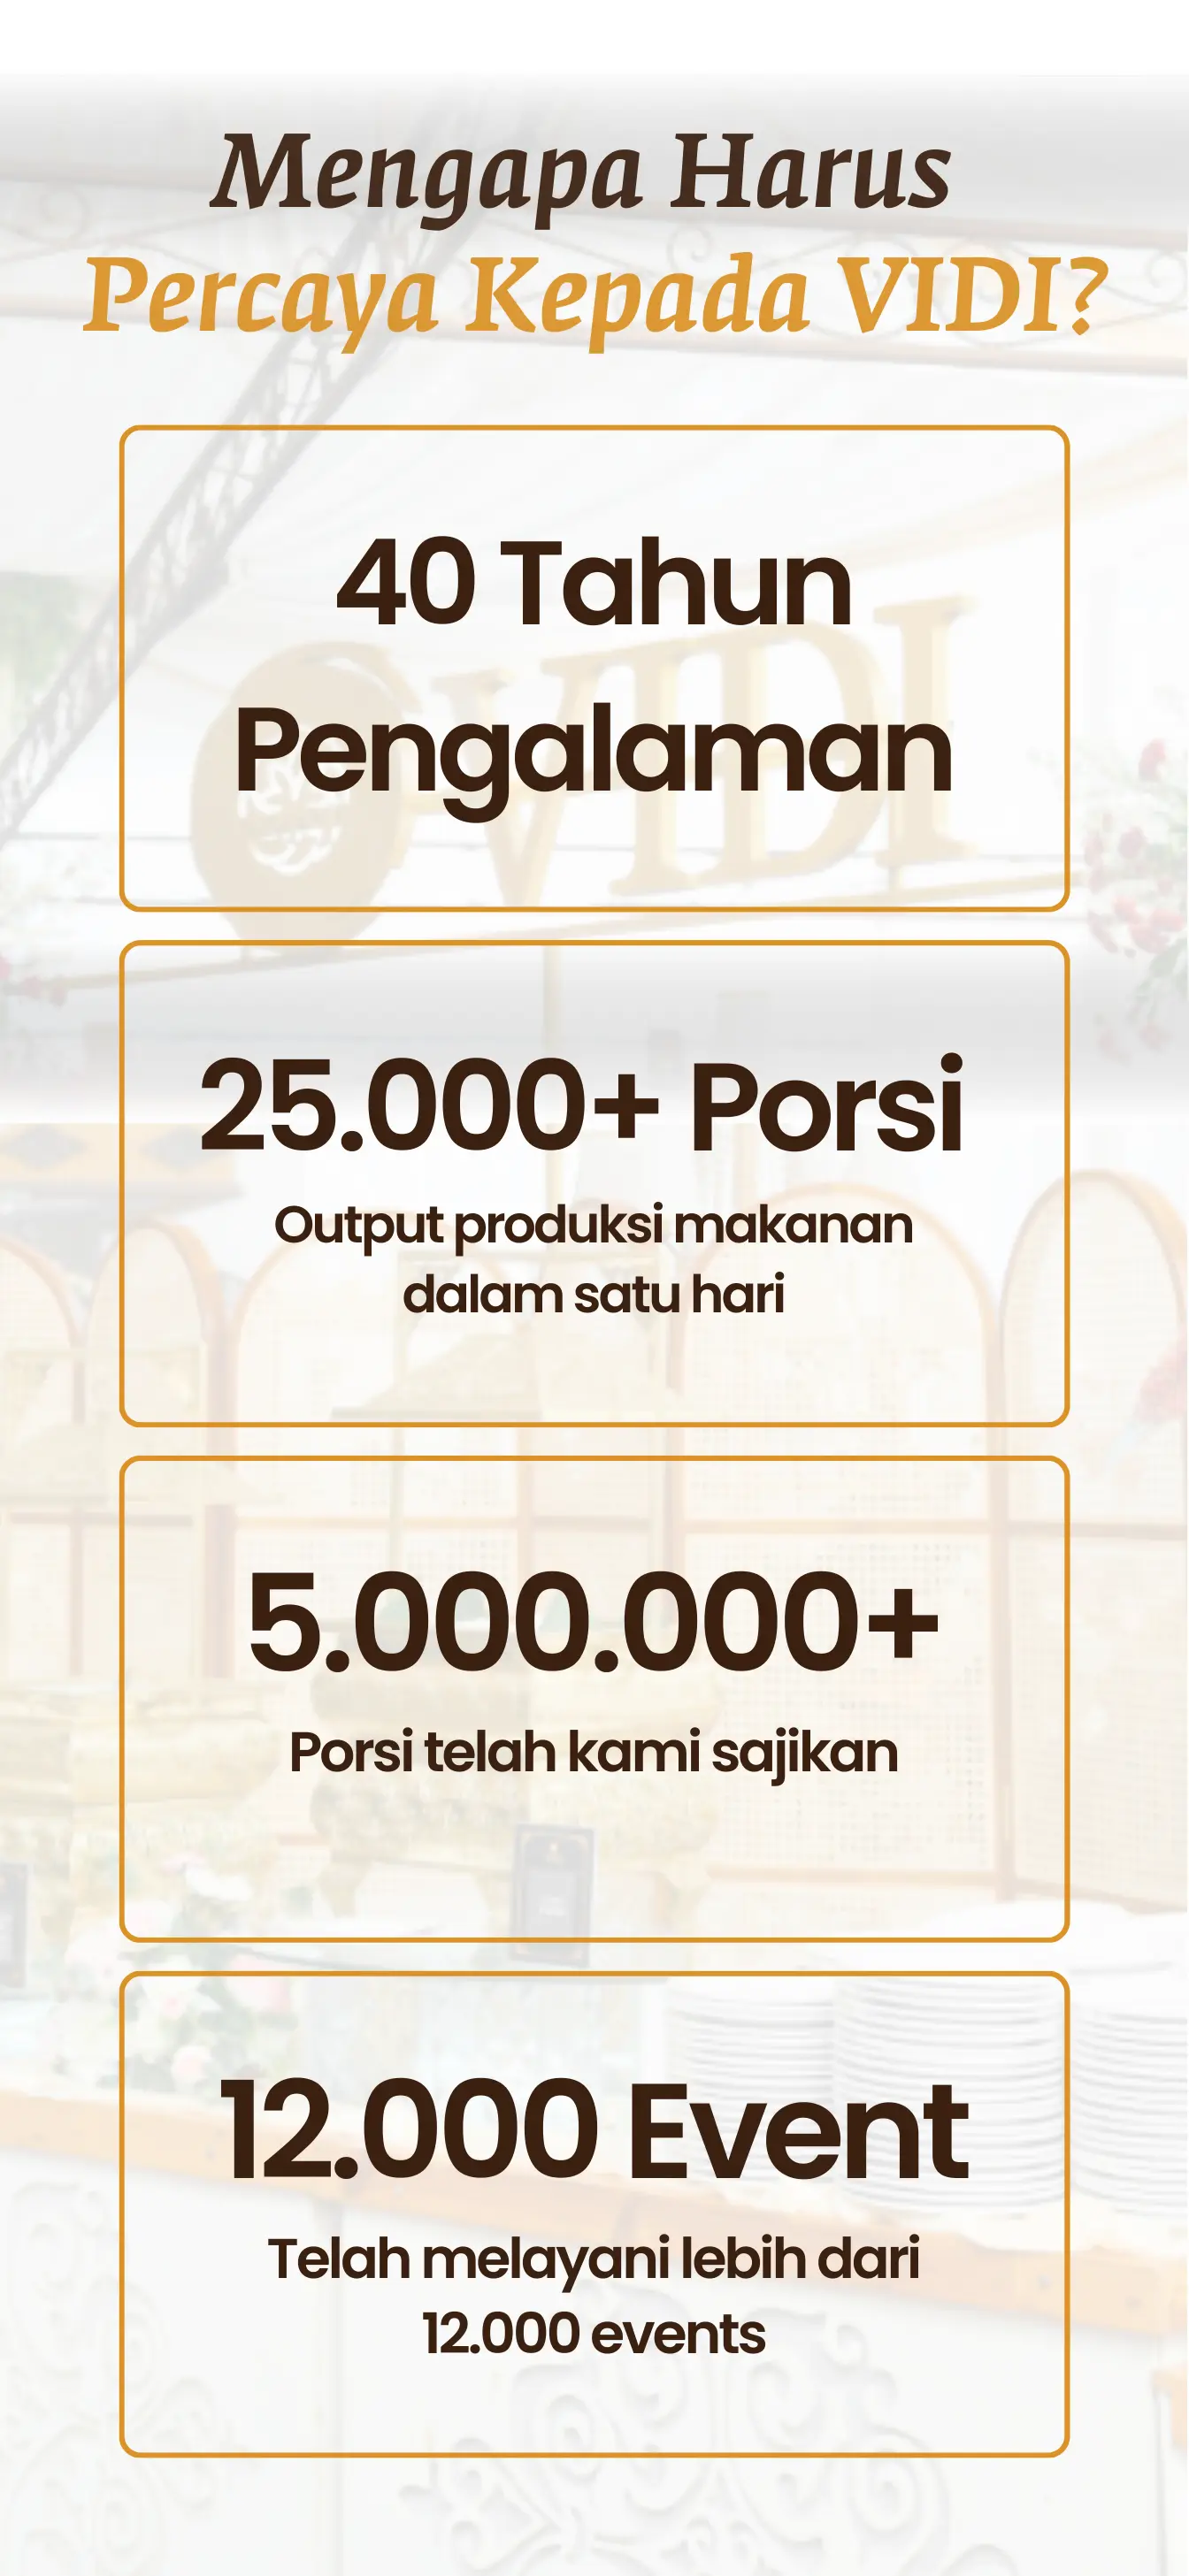 Mengapa Harus
Percaya Kepada VIDI?
40 Tahun
Pengalaman
VIDI
25.000+ Porsi
Output produksi makanan
dalam satu hari
5.000.000+
Porsi telah kami sajikan
12.000 Event
Telah melayani lebih dari
12.000 events